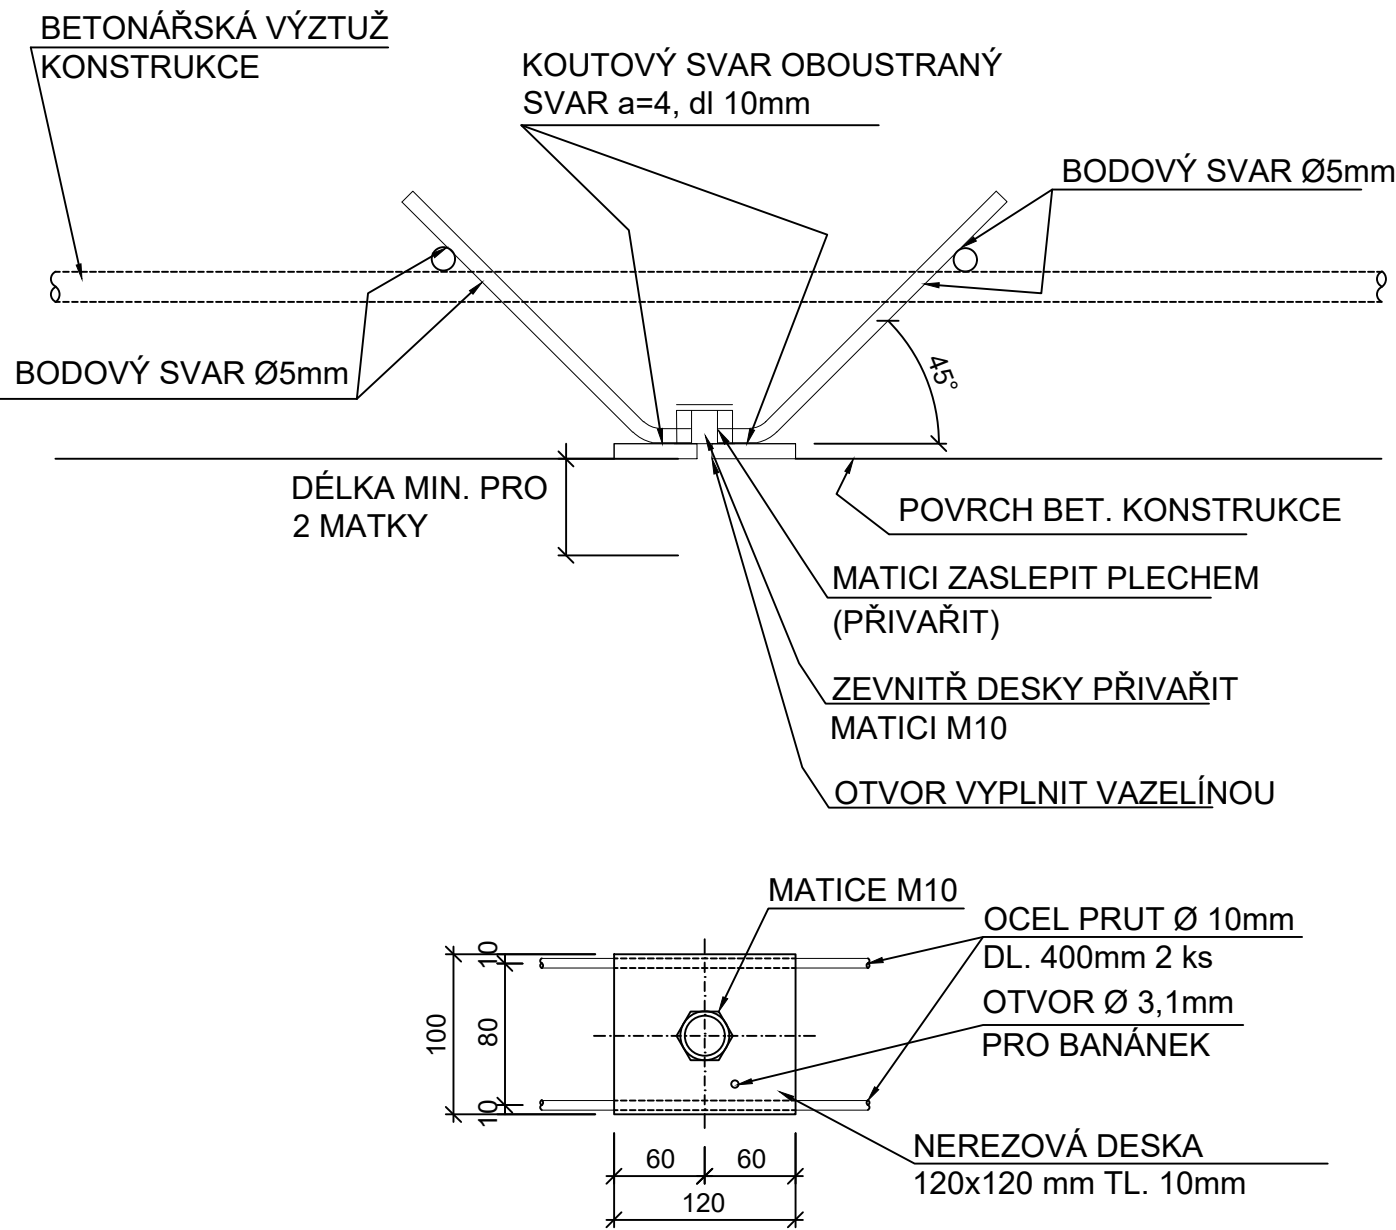 BETONÁŘSKÁ VÝZTUŽ
KONSTRUKCE
KOUTOVÝ SVAR OBOUSTRANÝ
SVAR a=4, dl 10mm
BODOVÝ SVAR Ø5mm
BODOVÝ SVAR Ø5mm
45°
DÉLKA MIN. PRO
2 MATKY
POVRCH BET. KONSTRUKCE
MATICI ZASLEPIT PLECHEM
(PŘIVAŘIT)
ZEVNITŘ DESKY PŘIVAŘIT
MATICI M10
OTVOR VYPLNIT VAZELÍNOU
MATICE M10
OCEL PRUT Ø 10mm
DL. 400mm 2 ks
OTVOR Ø 3,1mm
PRO BANÁNEK
10
80
100
10
NEREZOVÁ DESKA
120x120 mm TL. 10mm
60
60
120